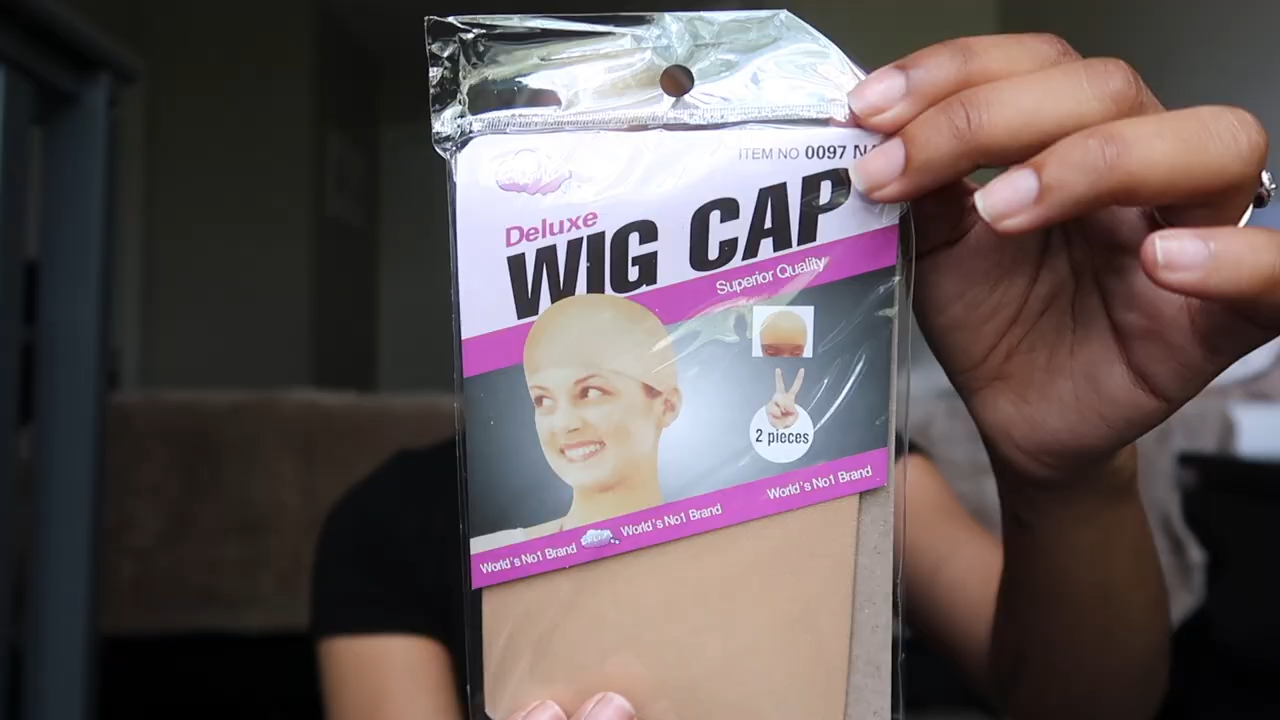 ITEM NO 0097
Deluxe
WIG CAP
Superior Quality
2 pieces
World's No1 Brand World's No1 Brand World's No1 Brand